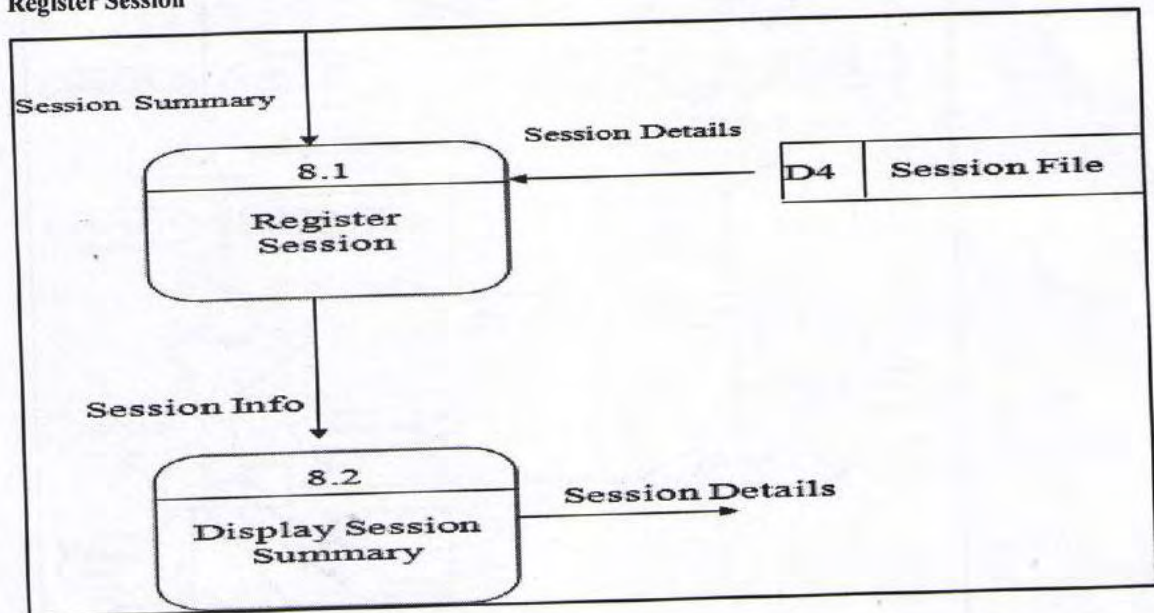 Register Session
Session Summary
Session Details
8.1
D4 Session File
Register
Session
Session Info
8.2
Session Details
Display Session
Summary